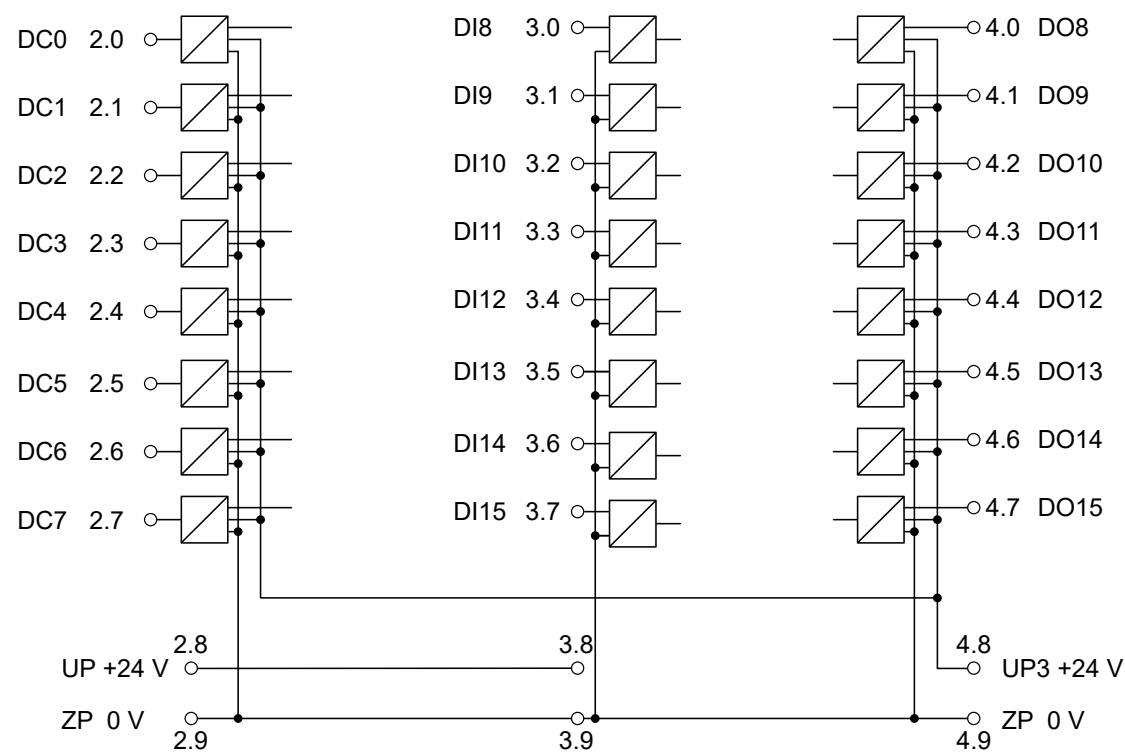 DC0 2.0 DI8 3.0 4.0 DO8
DC1 2.1 DI9 3.1 4.1 DO9
DC2 2.2 DI10 3.2 4.2 DO10
DC3 2.3 DI11 3.3 4.3 DO11
DC4 2.4 DI12 3.4 4.4 DO12
DC5 2.5 DI13 3.5 4.5 DO13
DC6 2.6 DI14 3.6 4.6 DO14
DC7 2.7 DI15 3.7 4.7 DO15
2.8 3.8 4.8
UP +24 V UP3 +24 V
ZP 0 V ZP 0 V
2.9 3.9 4.9